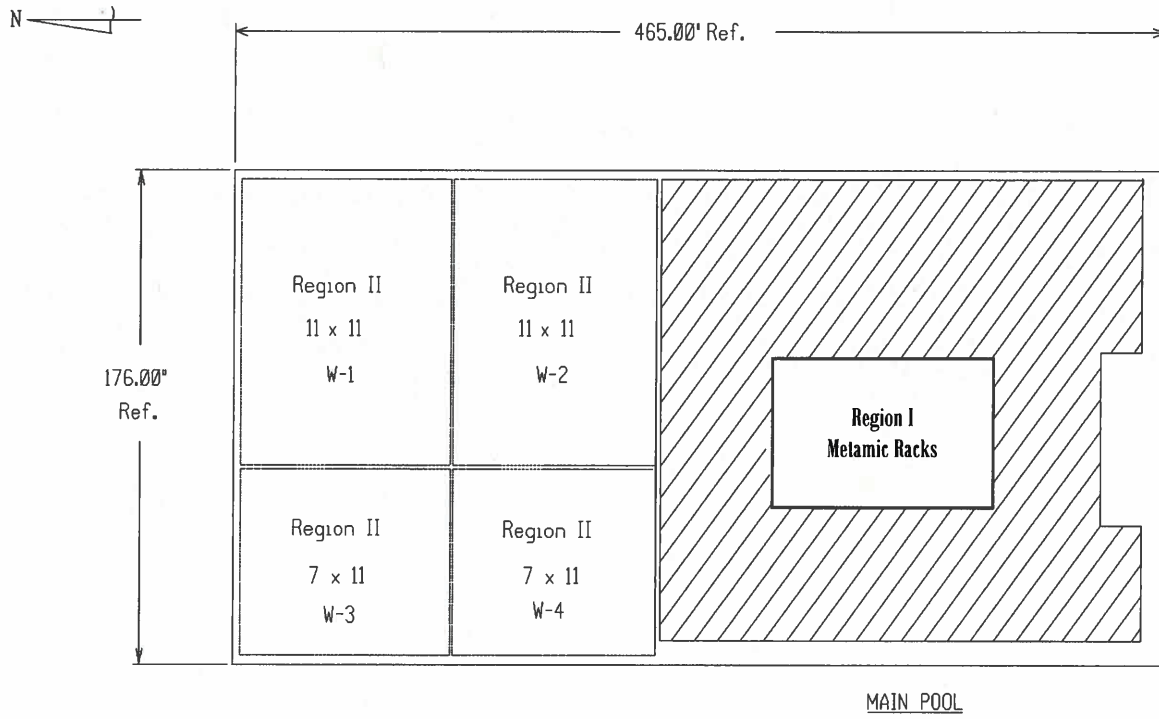 N
465.00" Ref.
176.00"
Ref.
Region II
11 x 11
W-1
Region II
11 x 11
W-2
Region I
Metamic Racks
Region II
7 x 11
W-3
Region II
7 x 11
W-4
MAIN POOL